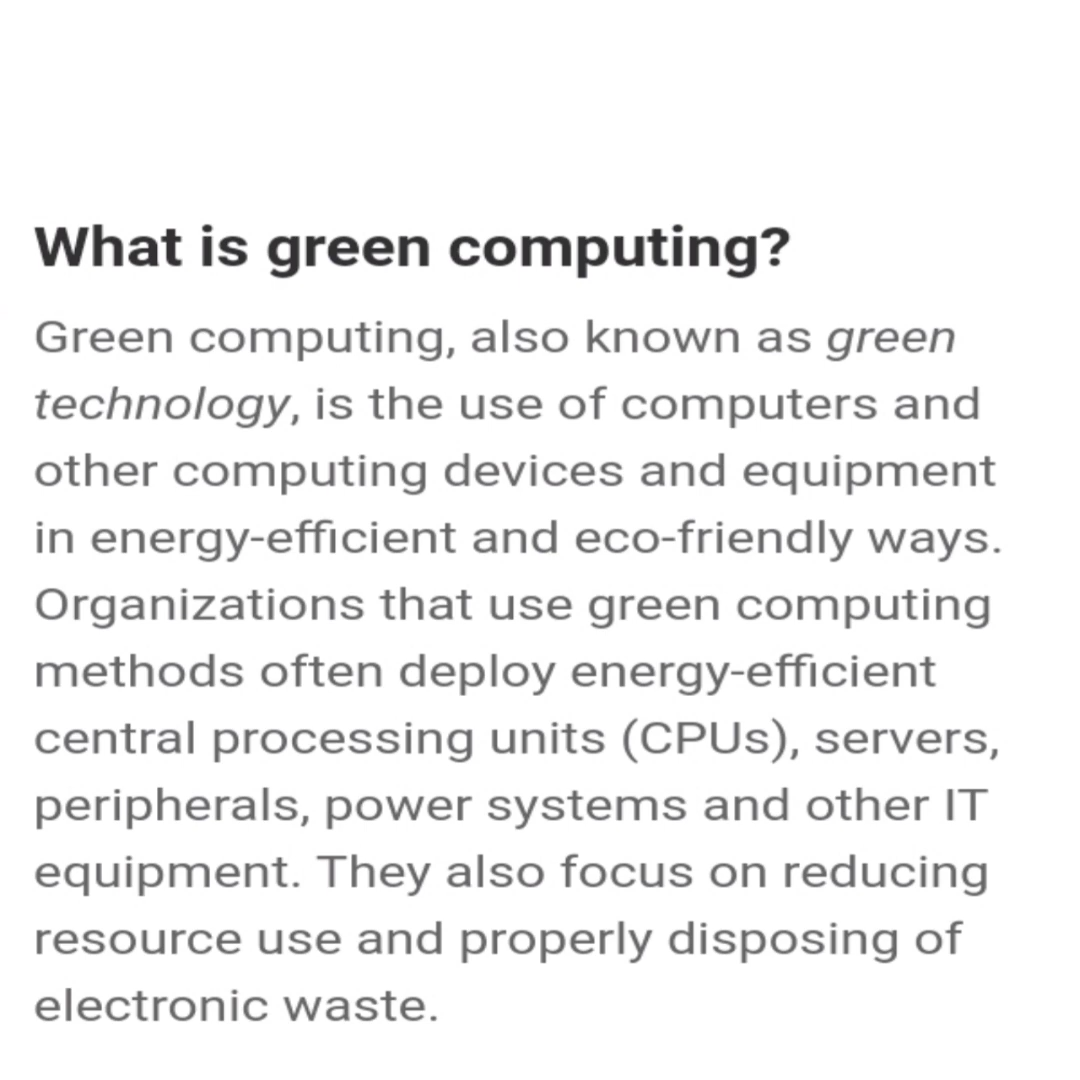 What is green computing?
Green computing, also known as green
technology, is the use of computers and
other computing devices and equipment
in energy-efficient and eco-friendly ways.
Organizations that use green computing
methods often deploy energy-efficient
central processing units (CPUs), servers,
peripherals, power systems and other IT
equipment. They also focus on reducing
resource use and properly disposing of
electronic waste.